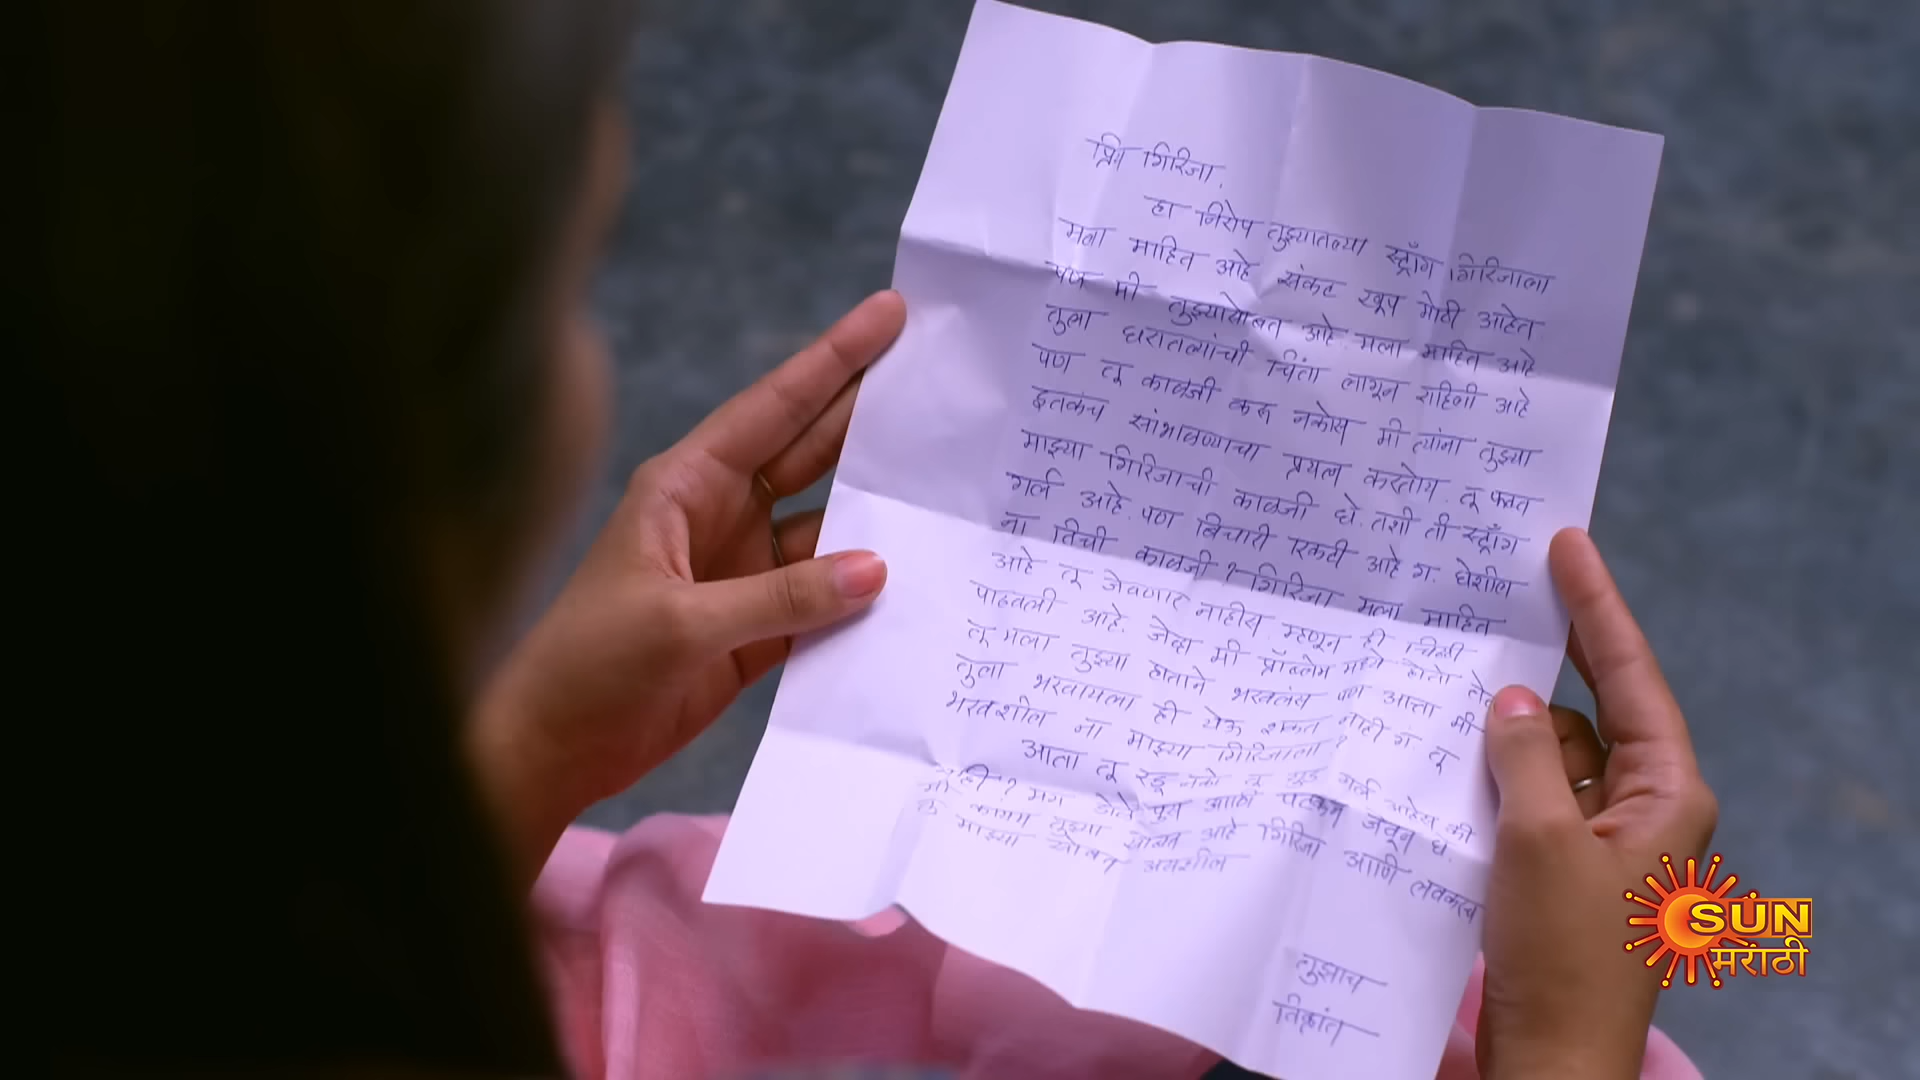 प्रिय गिरिजा,
हा निरोप तुझ्यातल्या स्ट्राँग गिरिजाला
मला माहित आहे संकट खूप मोठी आहेत
पण मी तुझ्यासोबत आहे. मला माहित आहे
तुला घरातल्यांची चिंता लागून राहिली आहे
पण तू काळजी करू नकोस मी त्यांना तुझ्या
इतकंच सांभाळण्याचा प्रयत्न करतोय. तू फक्त
माझ्या गिरिजाची काळजी घे. तशी ती स्ट्राँग
गर्ल आहे. पण बिचारी एकटी आहे ग. घेशील
ना तिची काळजी? गिरिजा मला माहित
आहे तू जेवणार नाहीस. म्हणून ही चिठ्ठी
पाठवली आहे. जेव्हा मी प्रॉब्लेम मध्ये होतो
तू मला तुझ्या हाताने भरवलंस पण आत्ता मी
तुला भरवायला ही येऊ शकत नाही गं तू
भरवशील ना माझ्या गिरिजाला?
आता तू रडू नको तू गुड गर्ल आहेस की
नाही? मग डोळे पुस आणि पटकन जेवून घे.
मी कायम तुझ्या सोबत आहे गिरिजा आणि लवकरच
तू माझ्या सोबत असशील
तुझाच
विक्रांत
SUN
मराठी